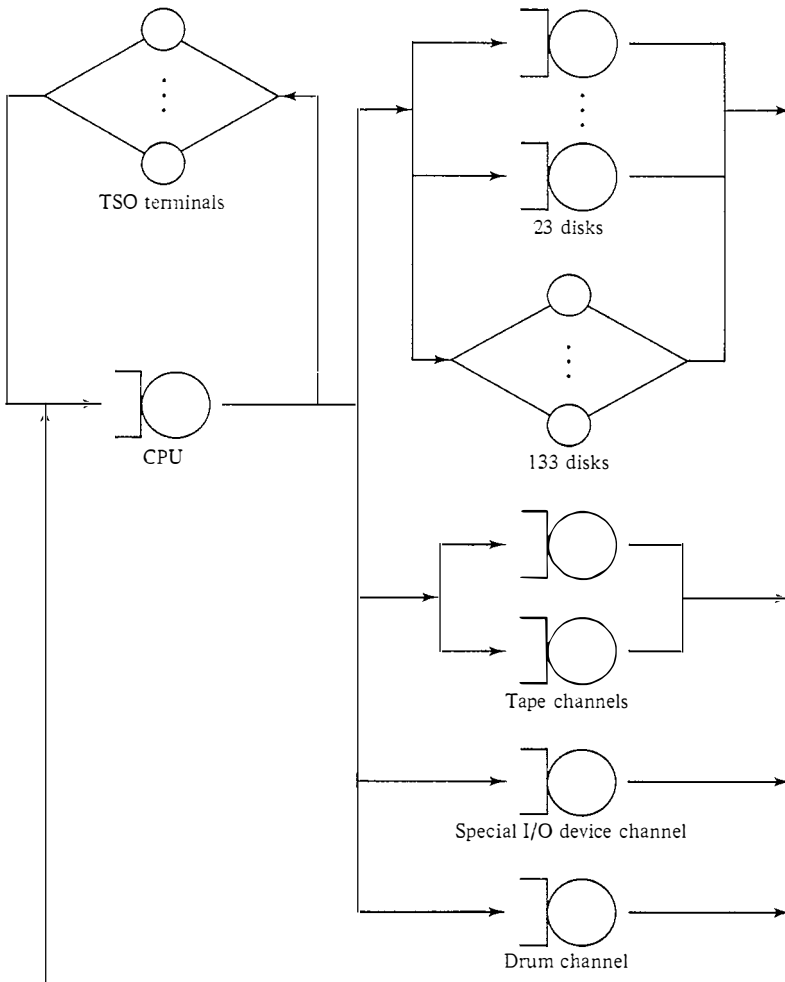 TSO terminals
23 disks
CPU
133 disks
Tape channels
Special I/O device channel
Drum channel